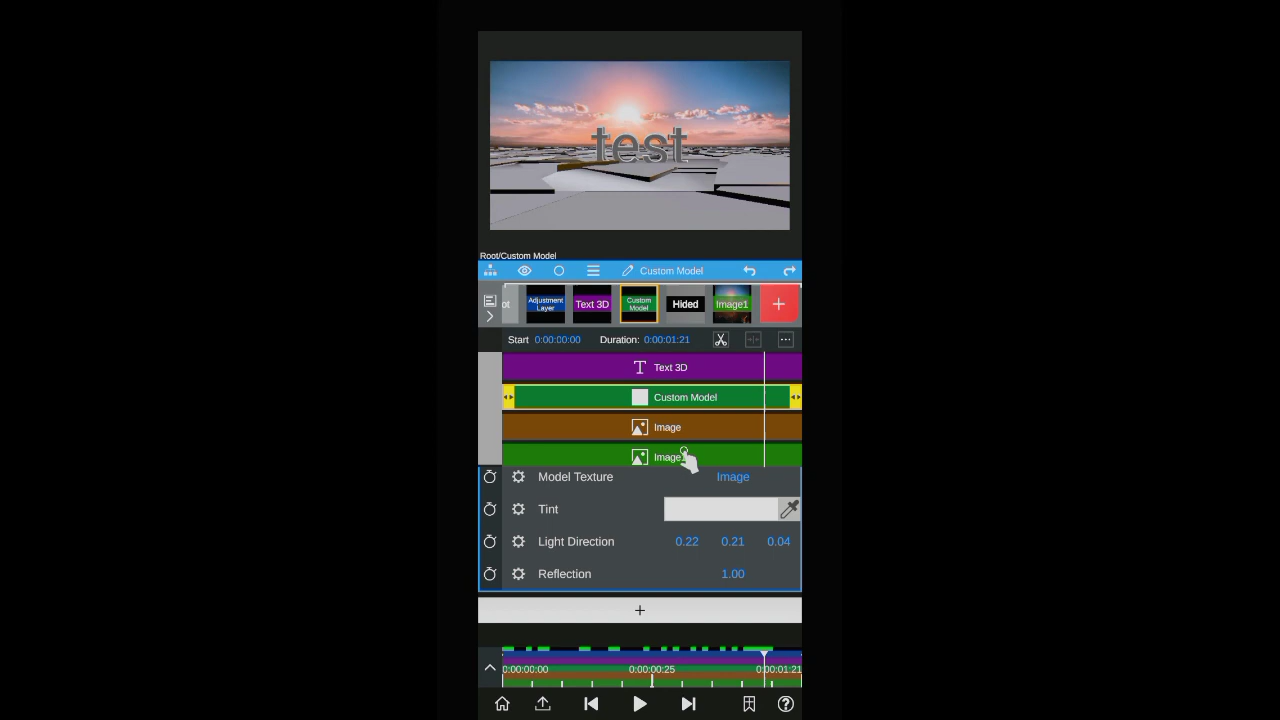 test
Root/Custom Model
Custom Model
ot
Adjustment
Layer
Text 3D
Custom
Model
Hided
Image1
+
Start 0:00:00:00 Duration: 0:00:01:21
T Text 3D
Custom Model
Image
Image
Model Texture Image
Tint
Light Direction 0.22 0.21 0.04
Reflection 1.00
+
0:00:00:00 0:00:00:25 0:00:01:21